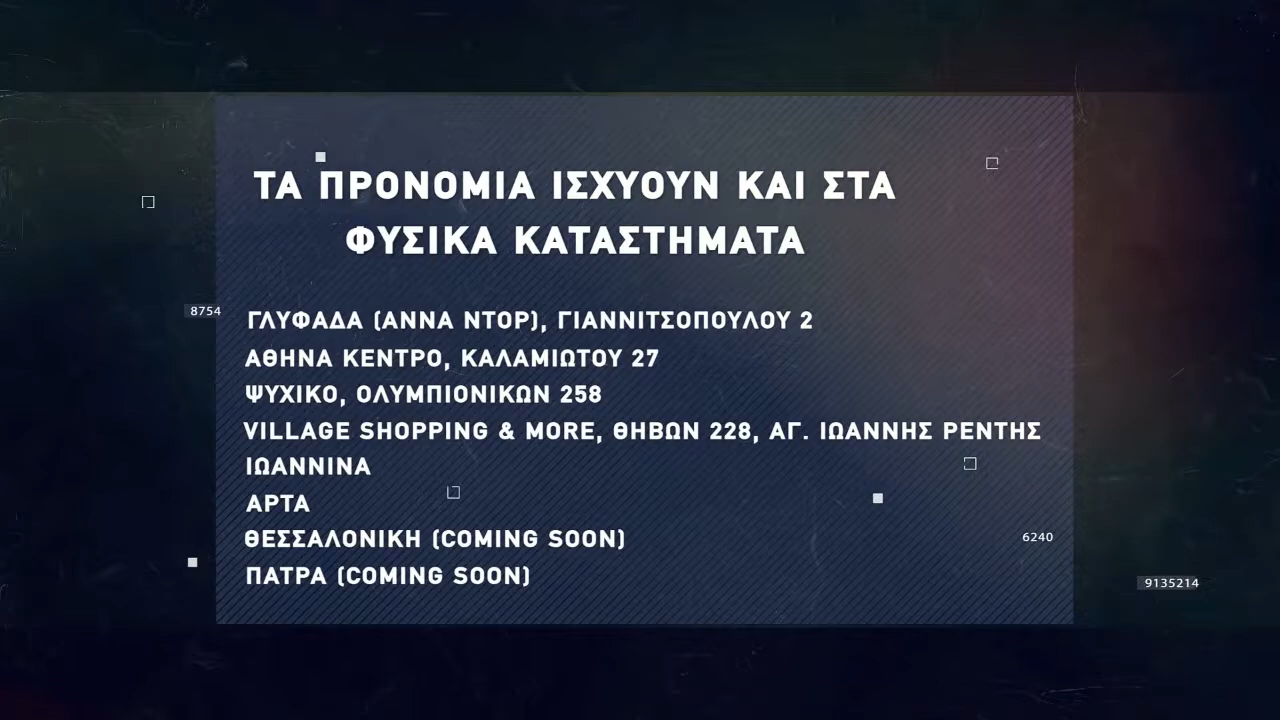 ΤΑ ΠΡΟΝΟΜΙΑ ΙΣΧΥΟΥΝ ΚΑΙ ΣΤΑ
ΦΥΣΙΚΑ ΚΑΤΑΣΤΗΜΑΤΑ
8754
ΓΛΥΦΑΔΑ (ΑΝΝΑ ΝΤΟΡ), ΓΙΑΝΝΙΤΣΟΠΟΥΛΟΥ 2
ΑΘΗΝΑ ΚΕΝΤΡΟ, ΚΑΛΑΜΙΩΤΟΥ 27
ΨΥΧΙΚΟ, ΟΛΥΜΠΙΟΝΙΚΩΝ 258
VILLAGE SHOPPING & MORE, ΘΗΒΩΝ 228, ΑΓ. ΙΩΑΝΝΗΣ ΡΕΝΤΗΣ
ΙΩΑΝΝΙΝΑ
ΑΡΤΑ
ΘΕΣΣΑΛΟΝΙΚΗ (COMING SOON)
6240
ΠΑΤΡΑ (COMING SOON)
9135214